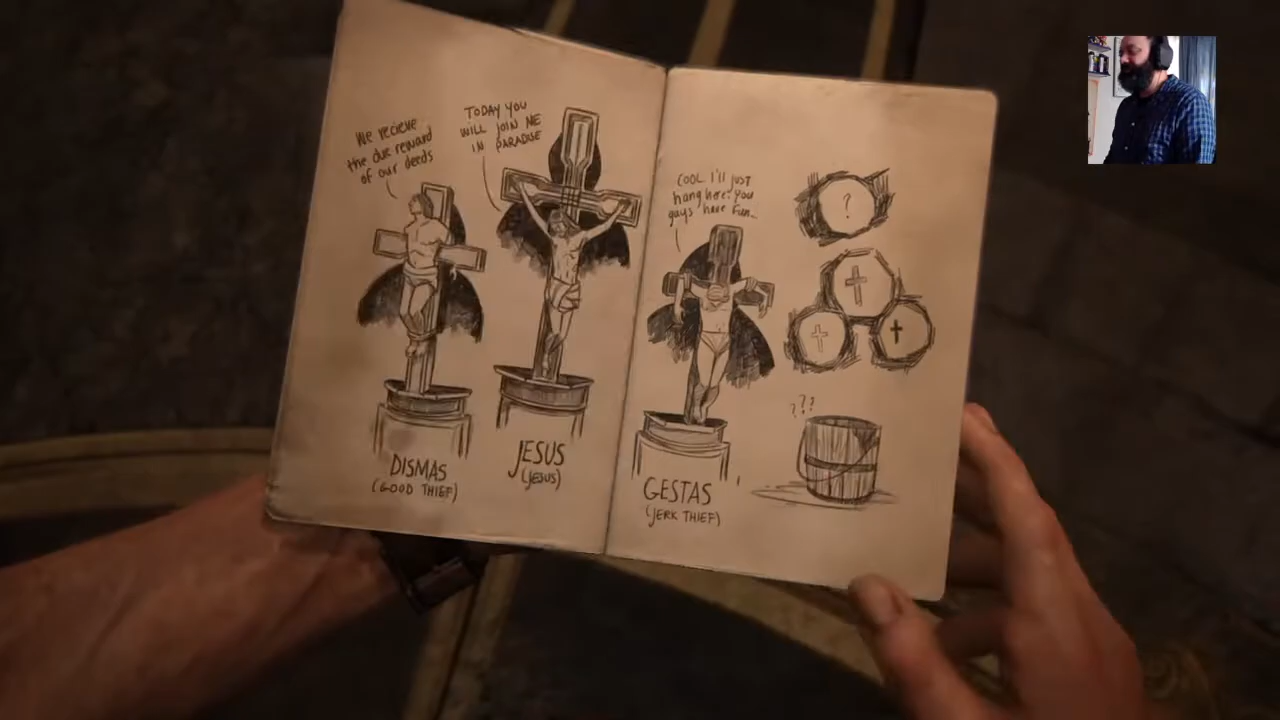 We recieve
the due reward
of our deeds
TODAY YOU
WILL JOIN ME
IN PARADISE
DISMAS
(GOOD THIEF)
JESUS
(JESUS)
COOL. I'll JUST
hang here. You
guys have fun...
GESTAS
(JERK THIEF)
?
???